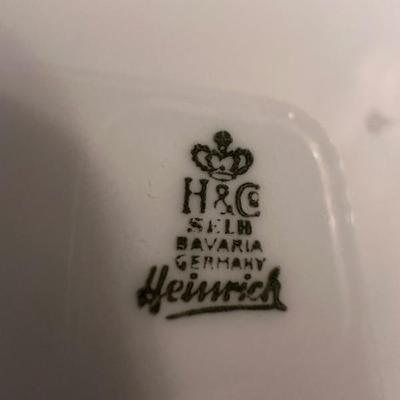 H&Co
SELB
BAVARIA
GERMANY
Heinrich